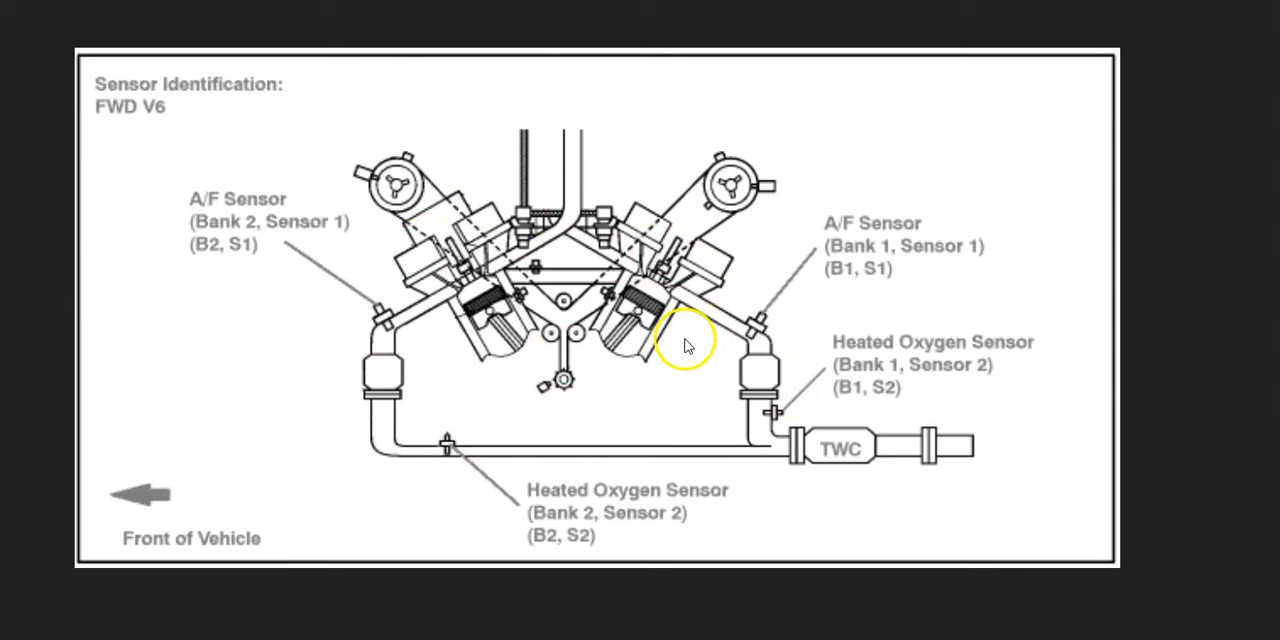 Sensor Identification:
FWD V6
A/F Sensor
(Bank 2, Sensor 1)
(B2, S1)
A/F Sensor
(Bank 1, Sensor 1)
(B1, S1)
Heated Oxygen Sensor
(Bank 1, Sensor 2)
(B1, S2)
TWC
Heated Oxygen Sensor
(Bank 2, Sensor 2)
(B2, S2)
Front of Vehicle